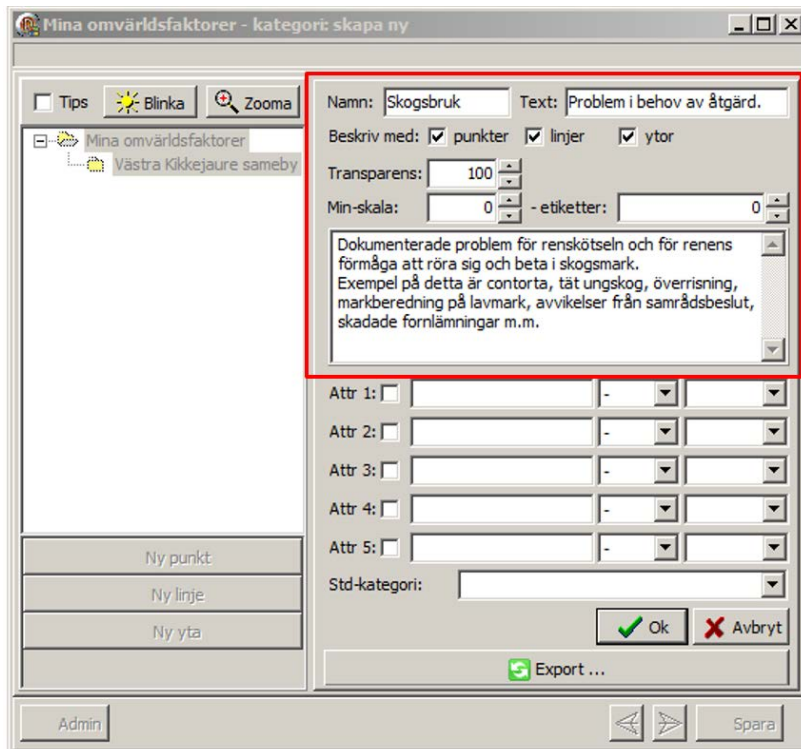 Mina omvärldsfaktorer - kategori: skapa ny
Tips Blinka Zooma
Mina omvärldsfaktorer
Västra Kikkejaure sameby
Ny punkt
Ny linje
Ny yta
Namn: Skogsbruk Text: Problem i behov av åtgärd.
Beskriv med: punkter linjer ytor
Transparens: 100
Min-skala: 0 - etiketter: 0
Dokumenterade problem för renskötseln och för renens
förmåga att röra sig och beta i skogsmark.
Exempel på detta är contorta, tät ungskog, överrisning,
markberedning på lavmark, avvikelser från samrådsbeslut,
skadade fornlämningar m.m.
Attr 1: -
Attr 2: -
Attr 3: -
Attr 4: -
Attr 5: -
Std-kategori:
Ok Avbryt
Export ...
Admin Spara